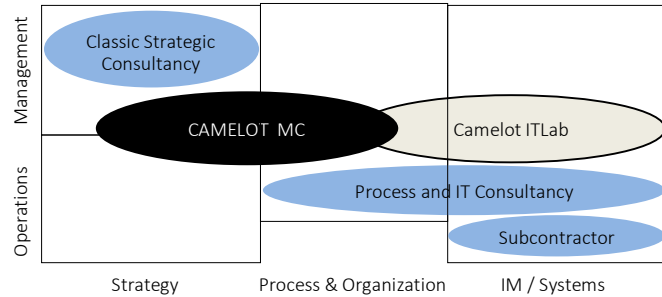 Management
Classic Strategic
Consultancy
CAMELOT MC
Camelot ITLab
Operations
Process and IT Consultancy
Subcontractor
Strategy
Process & Organization
IM / Systems